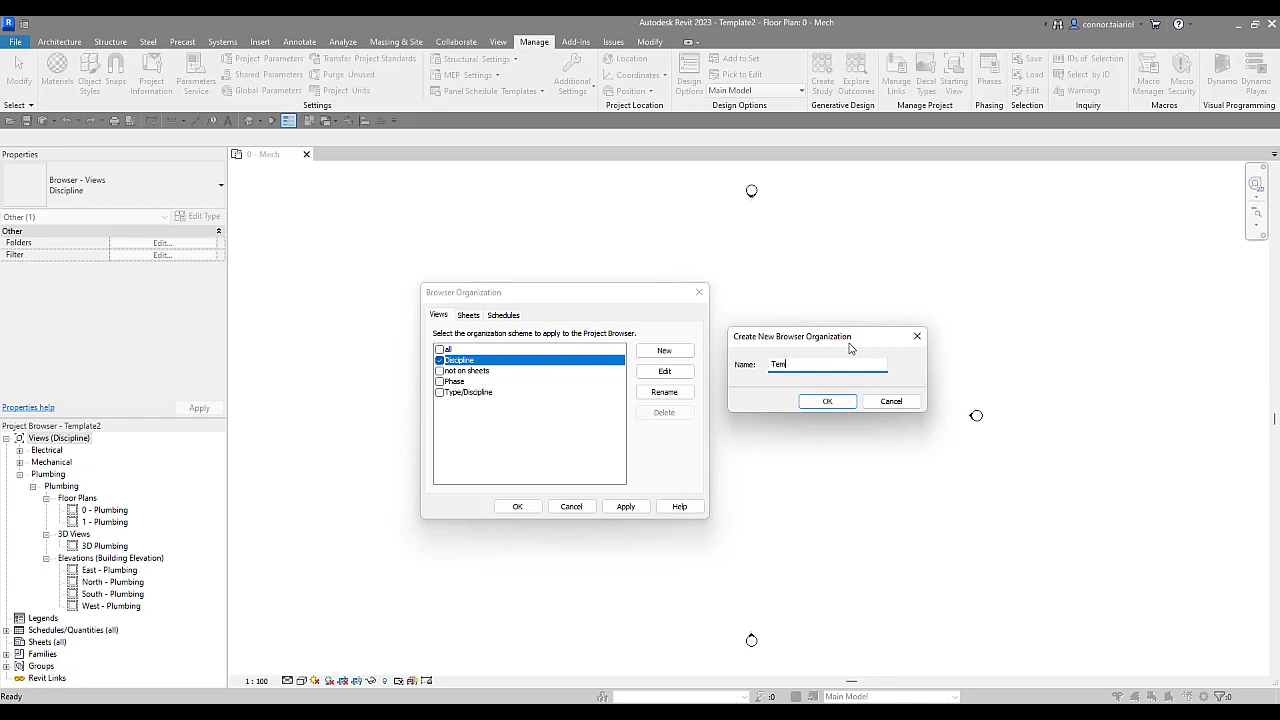 Autodesk Revit 2023 - Template2 - Floor Plan: 0 - Mech
connor.taiariol
File Architecture Structure Steel Precast Systems Insert Annotate Analyze Massing & Site Collaborate View Manage Add-Ins Issues Modify
Modify
Materials
Object Styles
Snaps
Project Information
Parameters Service
Project Parameters
Shared Parameters
Global Parameters
Transfer Project Standards
Purge Unused
Project Units
Structural Settings
MEP Settings
Panel Schedule Templates
Additional Settings
Location
Coordinates
Position
Design Options
Add to Set
Pick to Edit
Main Model
Create Study
Explore Outcomes
Manage Links
Decal Types
Starting View
Phases
Save
Load
Edit
IDs of Selection
Select by ID
Warnings
Macro Manager
Macro Security
Dynamo
Dynamo Player
Select Settings Project Location Design Options Generative Design Manage Project Phasing Selection Inquiry Macros Visual Programming
Properties
0 - Mech
Browser - Views
Discipline
Other (1)
Edit Type
Other
Folders Edit...
Filter Edit...
Properties help
Apply
Project Browser - Template2
Views (Discipline)
Electrical
Mechanical
Plumbing
Plumbing
Floor Plans
0 - Plumbing
1 - Plumbing
3D Views
3D Plumbing
Elevations (Building Elevation)
East - Plumbing
North - Plumbing
South - Plumbing
West - Plumbing
Legends
Schedules/Quantities (all)
Sheets (all)
Families
Groups
Revit Links
Browser Organization
Views Sheets Schedules
Select the organization scheme to apply to the Project Browser.
all
Discipline
not on sheets
Phase
Type/Discipline
New
Edit
Rename
Delete
OK Cancel Apply Help
Create New Browser Organization
Name: Tem
OK Cancel
1 : 100
Ready
:0
Main Model
:0